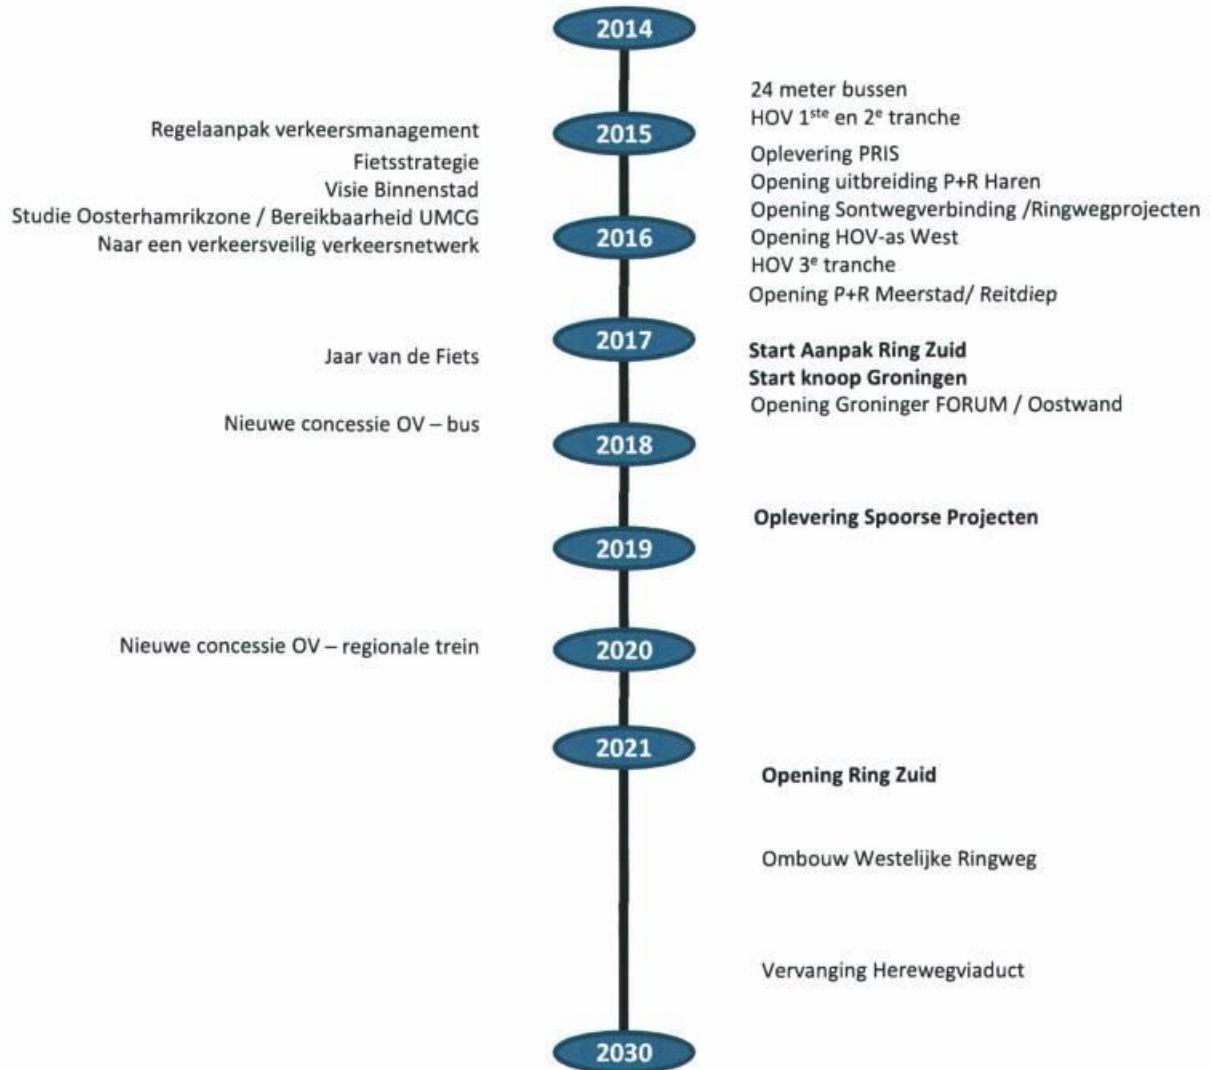 2014
24 meter bussen
HOV 1ste en 2e tranche
Regelaanpak verkeersmanagement
2015
Oplevering PRIS
Fietsstrategie
Opening uitbreiding P+R Haren
Visie Binnenstad
Opening Sontwegverbinding /Ringwegprojecten
Studie Oosterhamrikzone / Bereikbaarheid UMCG
2016
Opening HOV-as West
Naar een verkeersveilig verkeersnetwerk
HOV 3e tranche
Opening P+R Meerstad/ Reitdiep
2017
Jaar van de Fiets
Start Aanpak Ring Zuid
Start knoop Groningen
Opening Groninger FORUM / Oostwand
Nieuwe concessie OV – bus
2018
Oplevering Spoorse Projecten
2019
Nieuwe concessie OV – regionale trein
2020
2021
Opening Ring Zuid
Ombouw Westelijke Ringweg
Vervanging Herewegviaduct
2030